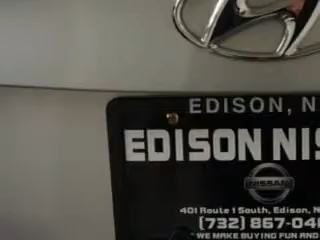 EDISON, N
EDISON NIS
NISSAN
401 Route 1 South, Edison, N
(732) 867-04
WE MAKE BUYING FUN AND